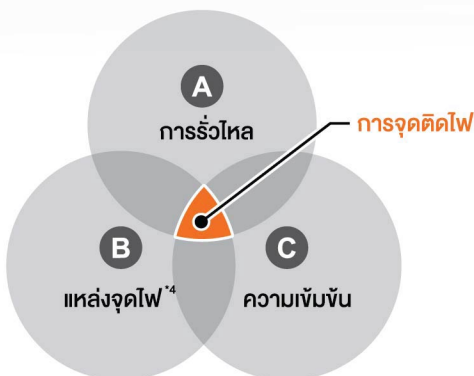 A
การรั่วไหล
การจุดติดไฟ
B
แหล่งจุดไฟ*4
C
ความเข้มข้น